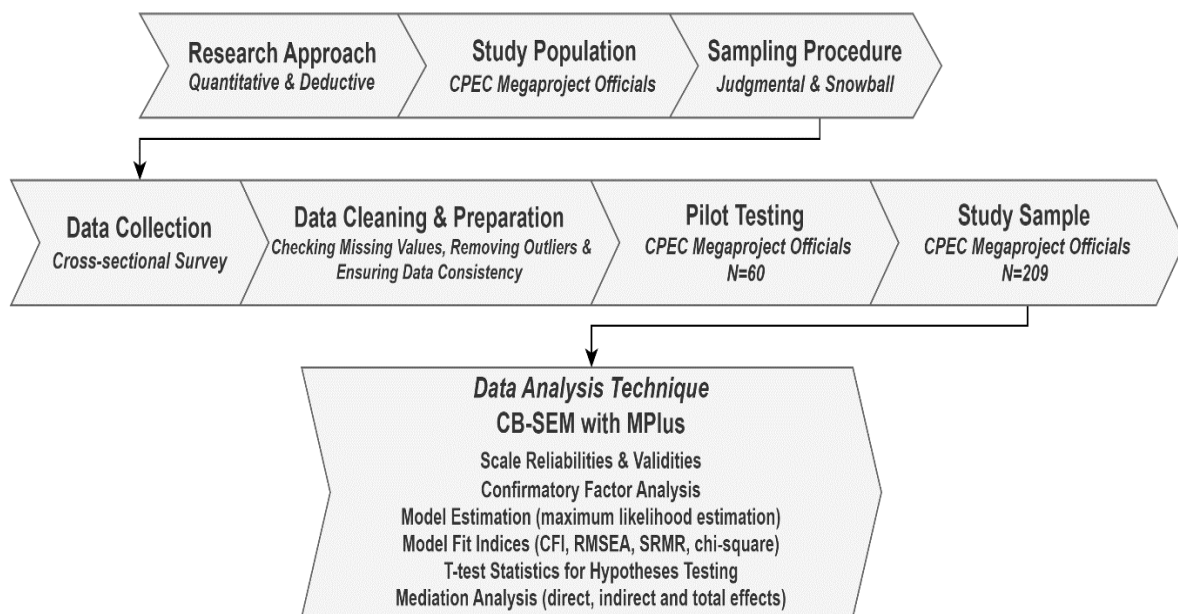 Research Approach
Quantitative & Deductive
Study Population
CPEC Megaproject Officials
Sampling Procedure
Judgmental & Snowball
Data Collection
Cross-sectional Survey
Data Cleaning & Preparation
Checking Missing Values, Removing Outliers &
Ensuring Data Consistency
Pilot Testing
CPEC Megaproject Officials
N=60
Study Sample
CPEC Megaproject Officials
N=209
Data Analysis Technique
CB-SEM with MPlus
Scale Reliabilities & Validities
Confirmatory Factor Analysis
Model Estimation (maximum likelihood estimation)
Model Fit Indices (CFI, RMSEA, SRMR, chi-square)
T-test Statistics for Hypotheses Testing
Mediation Analysis (direct, indirect and total effects)